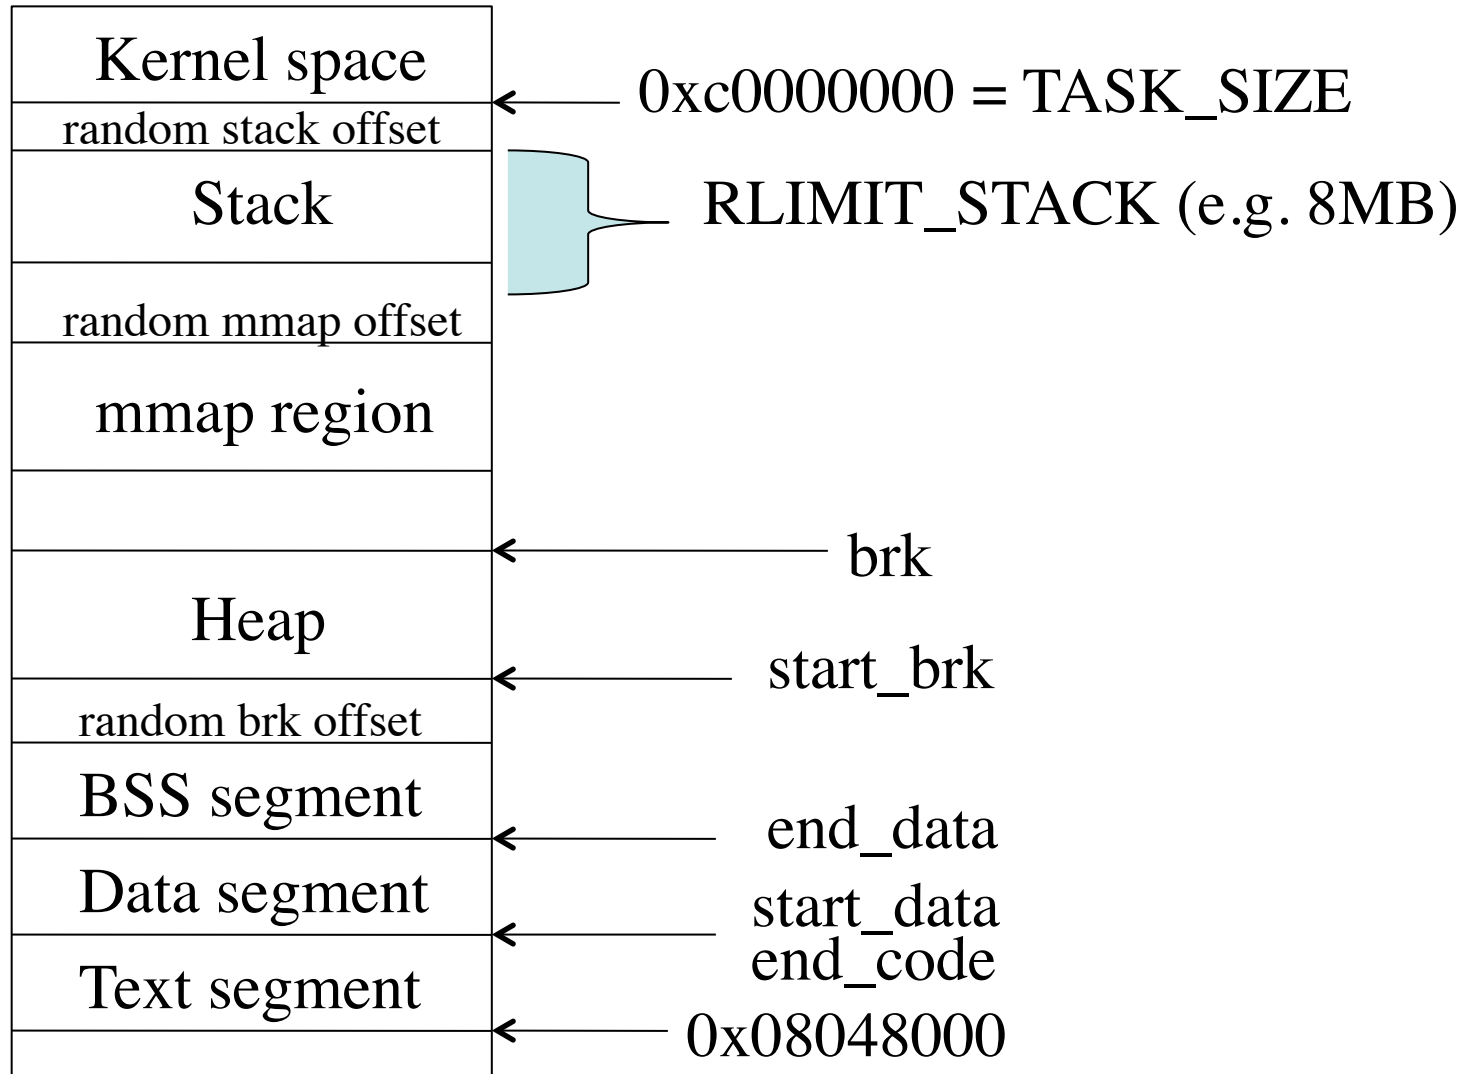 Kernel space
0xc0000000 = TASK_SIZE
random stack offset
Stack
RLIMIT_STACK (e.g. 8MB)
random mmap offset
mmap region
brk
Heap
start_brk
random brk offset
BSS segment
end_data
Data segment
start_data
end_code
Text segment
0x08048000